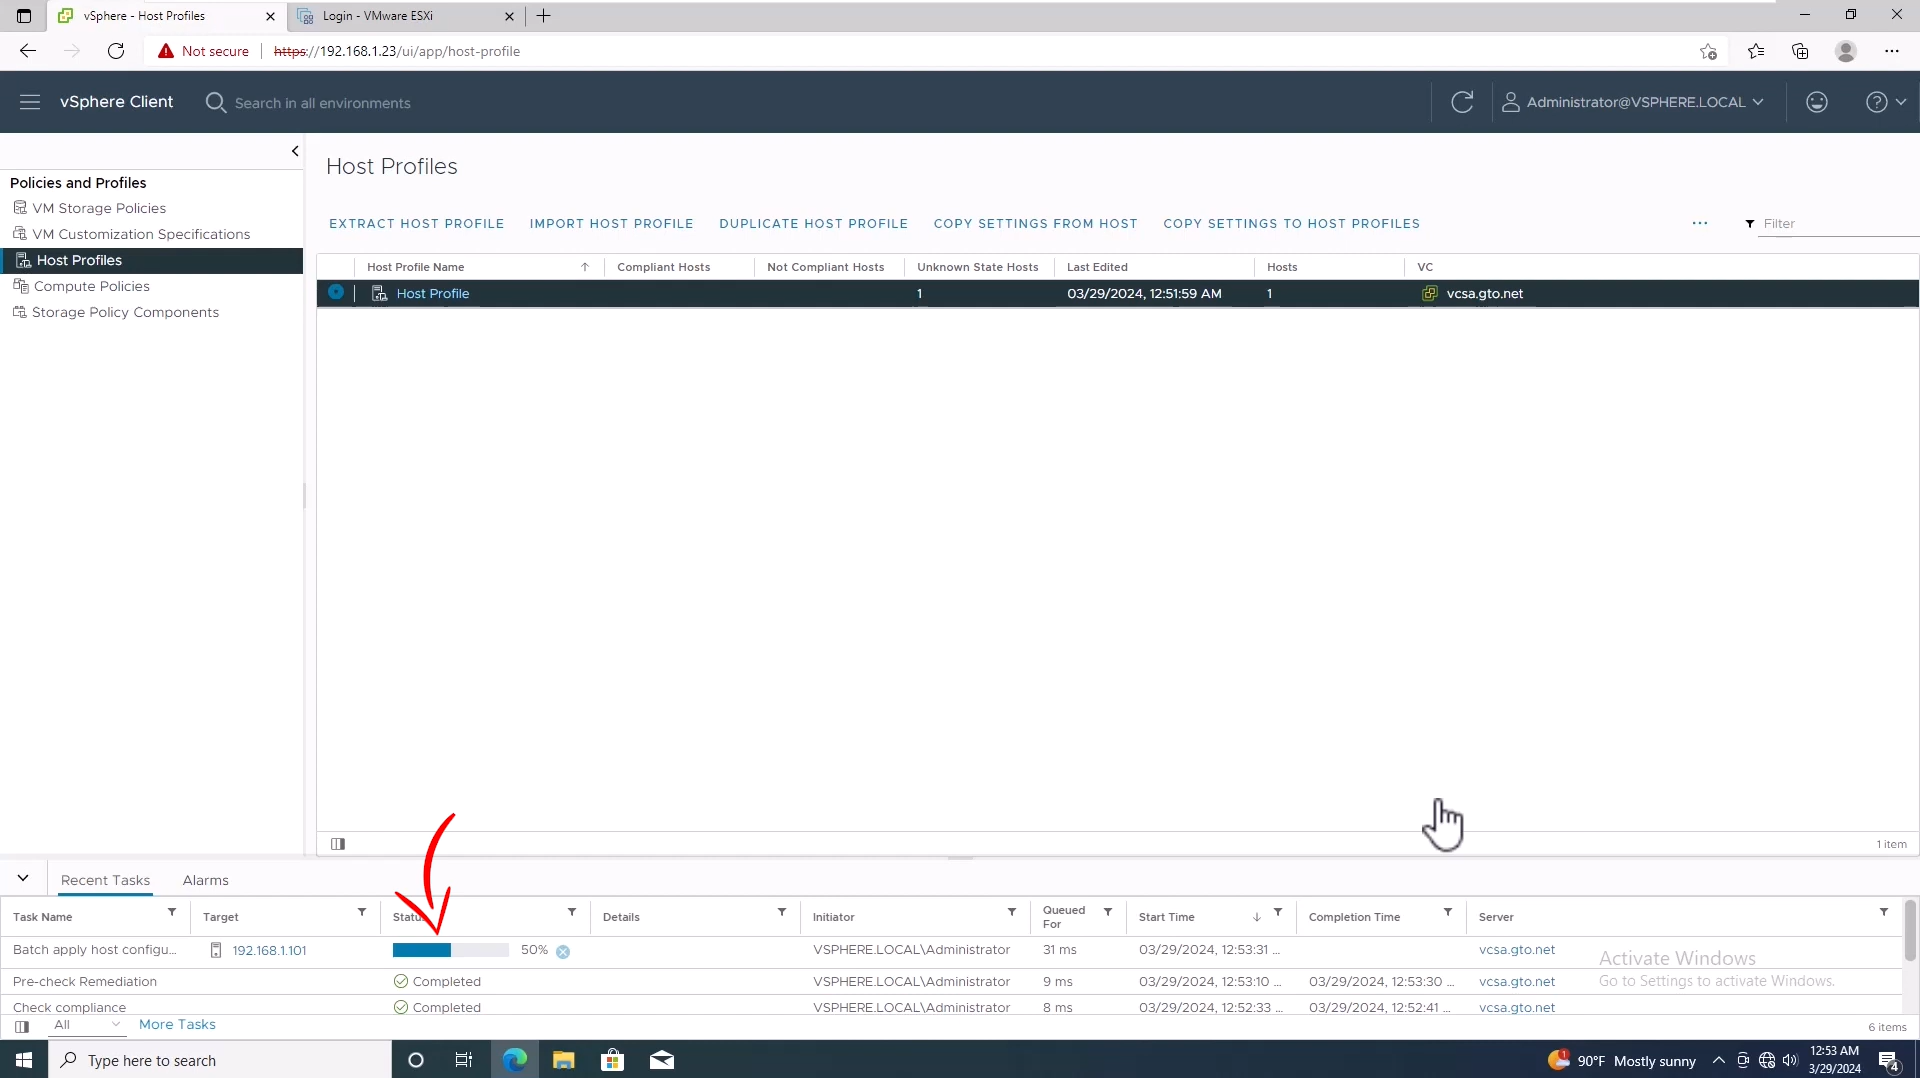 vSphere - Host Profiles
Login - VMware ESXi
Not secure
https://192.168.1.23/ui/app/host-profile
vSphere Client
Search in all environments
Administrator@VSPHERE.LOCAL
Policies and Profiles
VM Storage Policies
VM Customization Specifications
Host Profiles
Compute Policies
Storage Policy Components
Host Profiles
EXTRACT HOST PROFILE IMPORT HOST PROFILE DUPLICATE HOST PROFILE COPY SETTINGS FROM HOST COPY SETTINGS TO HOST PROFILES ... Filter
Host Profile Name Compliant Hosts Not Compliant Hosts Unknown State Hosts Last Edited Hosts VC
Host Profile 1 03/29/2024, 12:51:59 AM 1 vcsa.gto.net
1 item
Recent Tasks Alarms
Task Name Target Status Details Initiator Queued For Start Time Completion Time Server
Batch apply host configu... 192.168.1.101 50% VSPHERE.LOCAL\Administrator 31 ms 03/29/2024, 12:53:31 ... vcsa.gto.net
Pre-check Remediation Completed VSPHERE.LOCAL\Administrator 9 ms 03/29/2024, 12:53:10 ... 03/29/2024, 12:53:30 ... vcsa.gto.net
Check compliance Completed VSPHERE.LOCAL\Administrator 8 ms 03/29/2024, 12:52:33 ... 03/29/2024, 12:52:41 ... vcsa.gto.net
Activate Windows
Go to Settings to activate Windows.
All More Tasks
6 items
Type here to search
1
90°F Mostly sunny
12:53 AM
3/29/2024
4